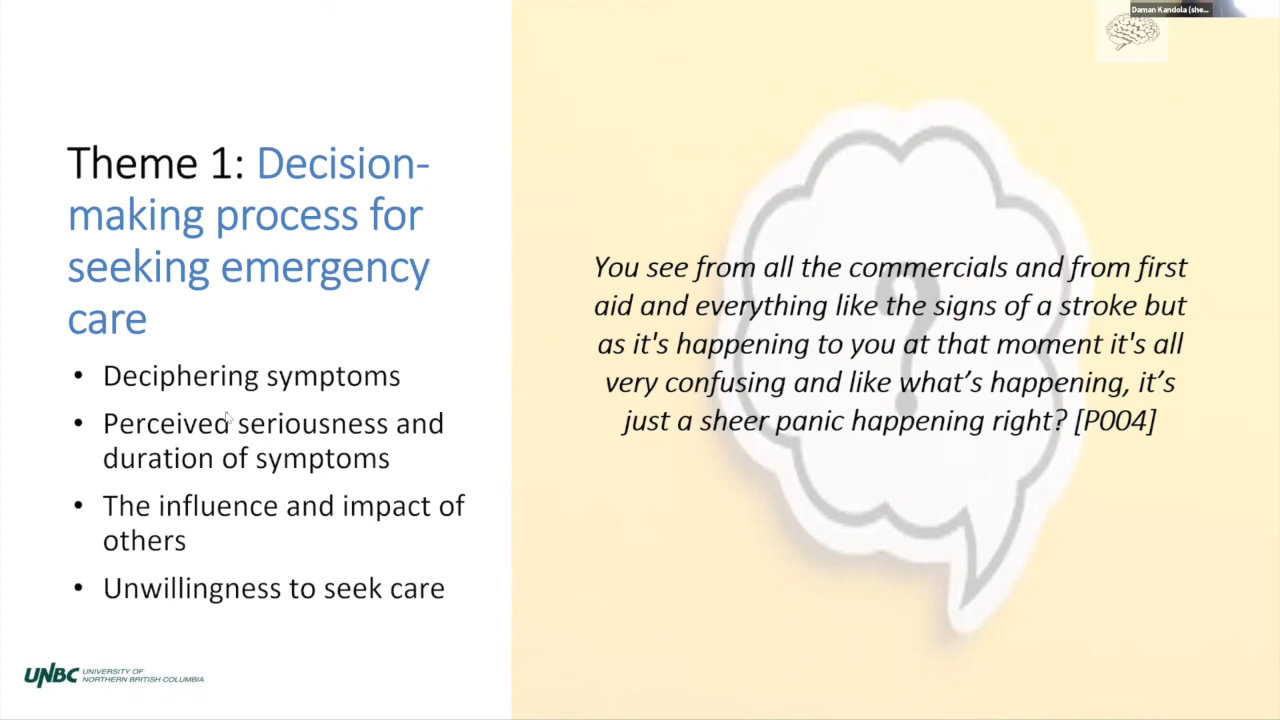 Daman Kandola (she...
Theme 1: Decision-
making process for
seeking emergency
care
• Deciphering symptoms
• Perceived seriousness and
duration of symptoms
• The influence and impact of
others
• Unwillingness to seek care
You see from all the commercials and from first
aid and everything like the signs of a stroke but
as it's happening to you at that moment it's all
very confusing and like what’s happening, it’s
just a sheer panic happening right? [P004]
?
UNBC UNIVERSITY OF
NORTHERN BRITISH COLUMBIA